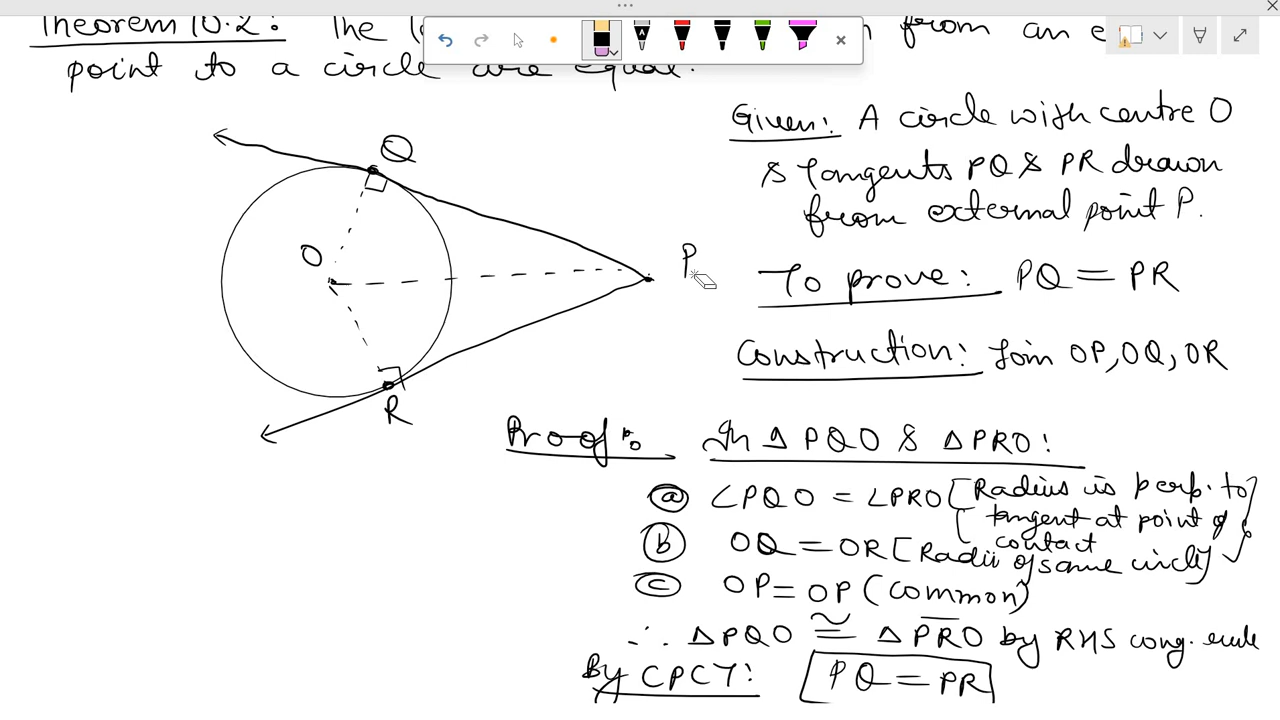 Theorem 10.2: The from an
point to a circle are equal.
Given: A circle with centre O
& Tangents PQ & PR drawn
from external point P.
To prove: PQ = PR
Construction: Join OP, OQ, OR
Q
O
P
R
Proof: In Δ PQO & Δ PRO:
(a) ∠PQO = ∠PRO [Radius is perp. to
tangent at point of
contact
(b) OQ = OR [Radii of same circle]
(c) OP = OP (common)
∴ Δ PQO ≅ Δ PRO by RHS cong. rule
By CPCT: PQ = PR